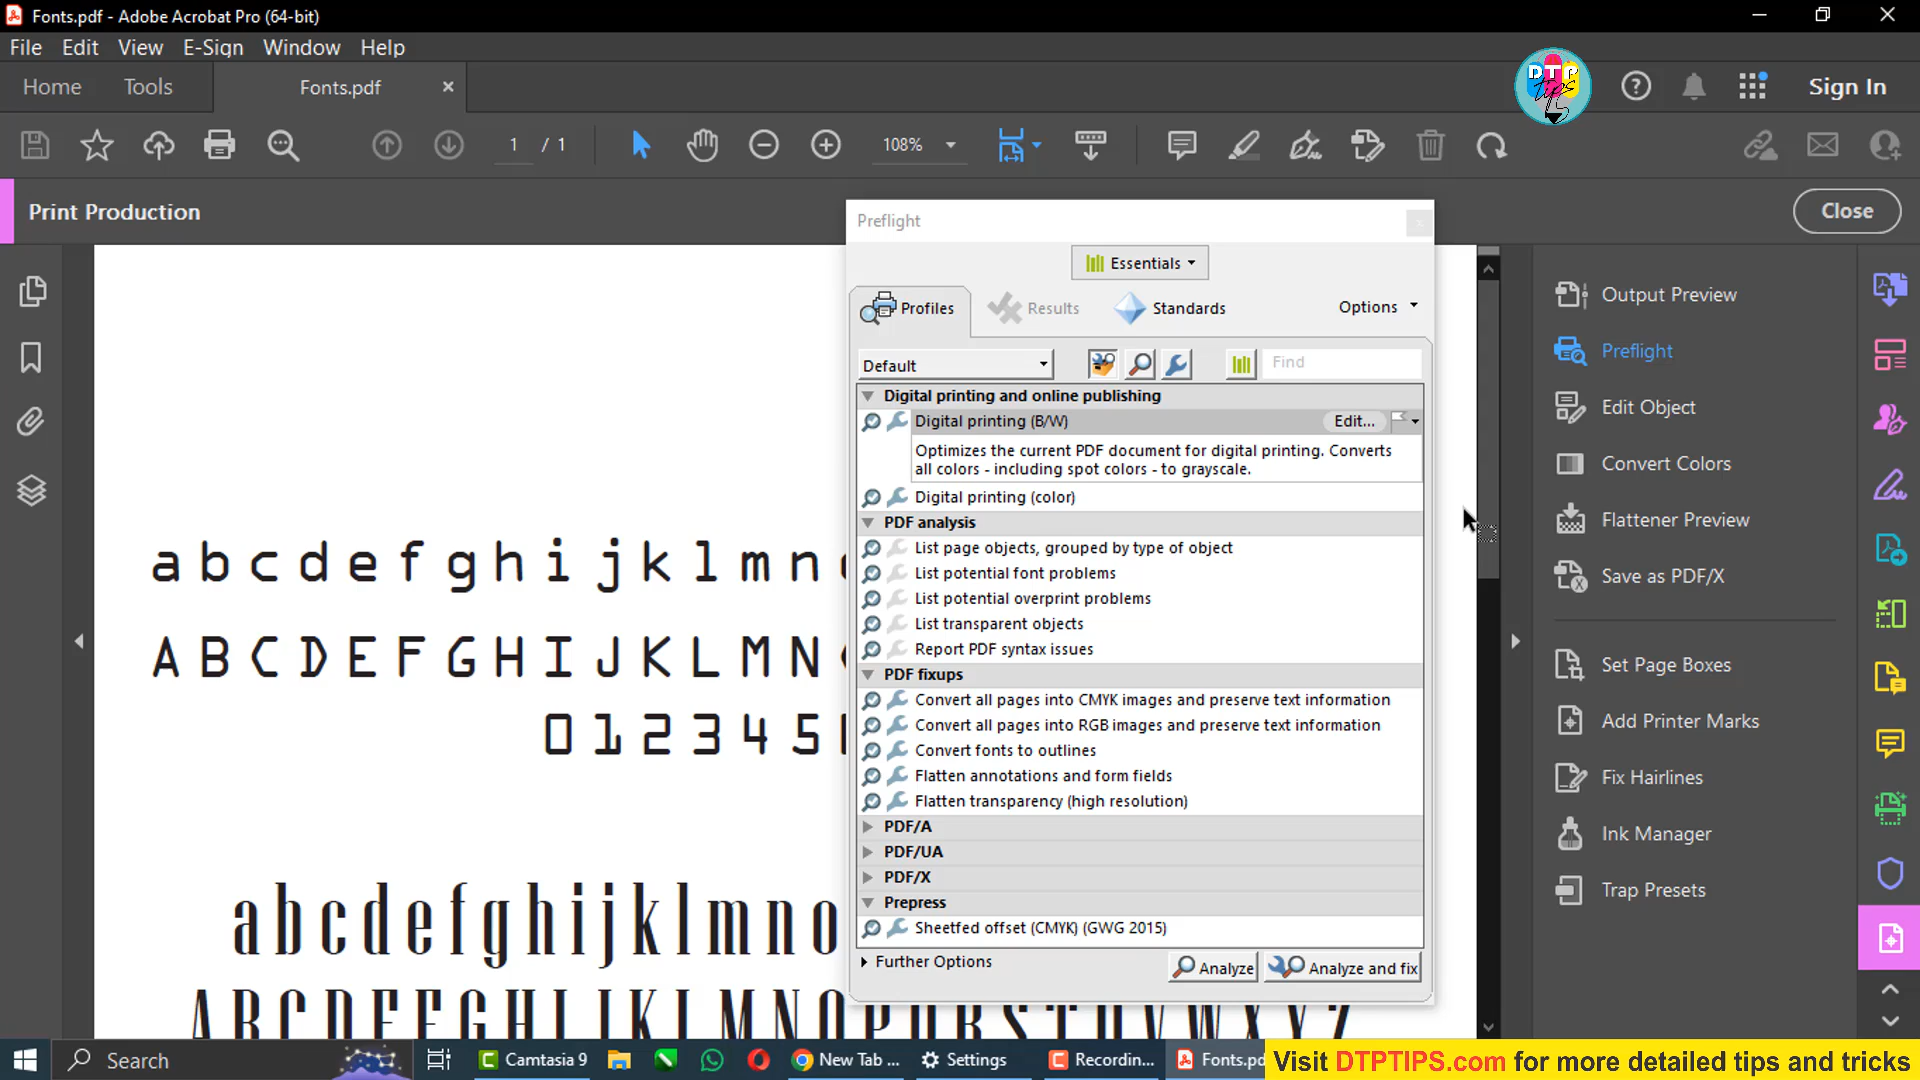 Fonts.pdf - Adobe Acrobat Pro (64-bit)
File Edit View E-Sign Window Help
Home Tools Fonts.pdf
DTP tips
Sign In
1 / 1
108%
Print Production
Close
Preflight
Essentials
Profiles Results Standards Options
Default
Find
Digital printing and online publishing
Digital printing (B/W) Edit...
Optimizes the current PDF document for digital printing. Converts
all colors - including spot colors - to grayscale.
Digital printing (color)
PDF analysis
List page objects, grouped by type of object
List potential font problems
List potential overprint problems
List transparent objects
Report PDF syntax issues
PDF fixups
Convert all pages into CMYK images and preserve text information
Convert all pages into RGB images and preserve text information
Convert fonts to outlines
Flatten annotations and form fields
Flatten transparency (high resolution)
PDF/A
PDF/UA
PDF/X
Prepress
Sheetfed offset (CMYK) (GWG 2015)
Further Options
Analyze
Analyze and fix
a b c d e f g h i j k l m n
A B C D E F G H I J K L M N
0 1 2 3 4 5
a b c d e f g h i j k l m n o
A B C D E F G H I J K L M N O P Q R S T U V W X Y Z
Output Preview
Preflight
Edit Object
Convert Colors
Flattener Preview
Save as PDF/X
Set Page Boxes
Add Printer Marks
Fix Hairlines
Ink Manager
Trap Presets
Search
Camtasia 9
New Tab ...
Settings
Recordin...
Fonts.pd
Visit DTPTIPS.com for more detailed tips and tricks